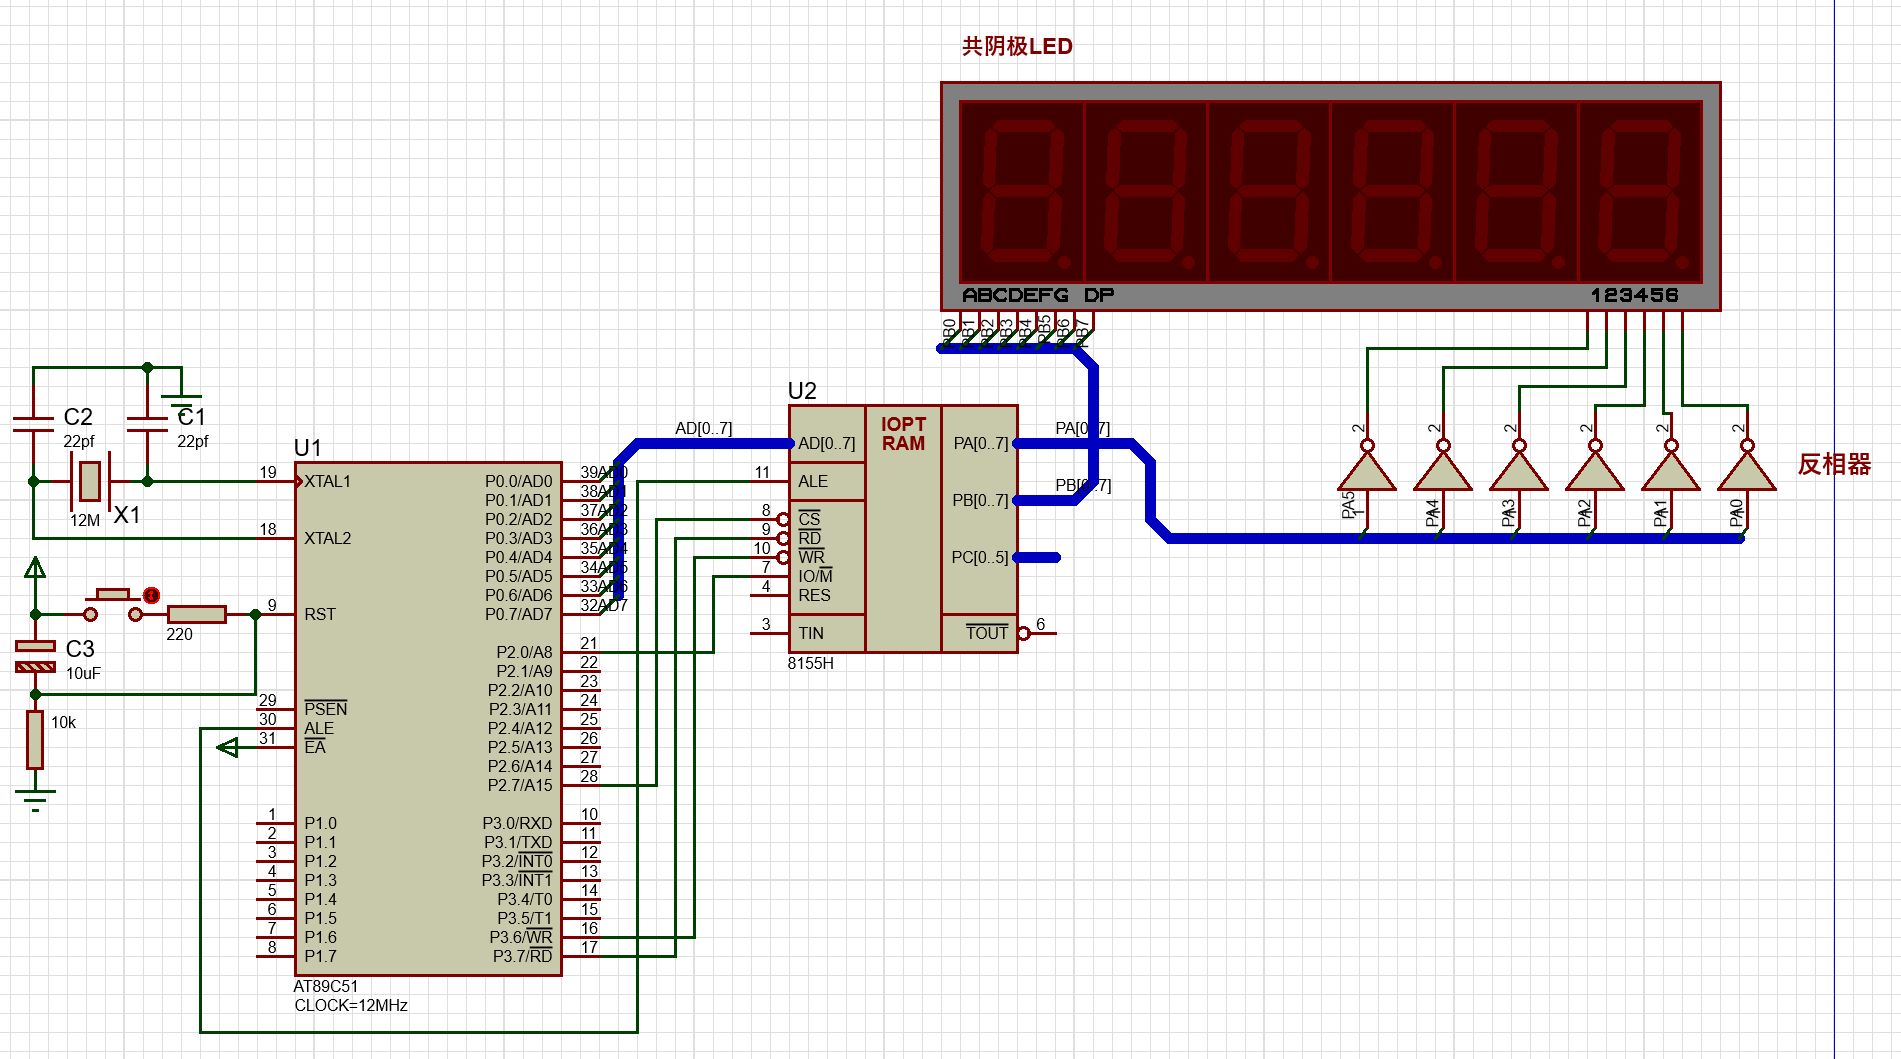 共阴极LED
ABCDEFG DP
123456
PB0
PB1
PB2
PB3
PB4
PB5
PB6
PB7
C2
22pf
C1
22pf
12M
X1
U1
19
XTAL1
18
XTAL2
9
RST
29
PSEN
30
ALE
31
EA
1
P1.0
2
P1.1
3
P1.2
4
P1.3
5
P1.4
6
P1.5
7
P1.6
8
P1.7
P0.0/AD0
39
AD0
P0.1/AD1
38
AD1
P0.2/AD2
37
AD2
P0.3/AD3
36
AD3
P0.4/AD4
35
AD4
P0.5/AD5
34
AD5
P0.6/AD6
33
AD6
P0.7/AD7
32
AD7
P2.0/A8
21
P2.1/A9
22
P2.2/A10
23
P2.3/A11
24
P2.4/A12
25
P2.5/A13
26
P2.6/A14
27
P2.7/A15
28
P3.0/RXD
10
P3.1/TXD
11
P3.2/INT0
12
P3.3/INT1
13
P3.4/T0
14
P3.5/T1
15
P3.6/WR
16
P3.7/RD
17
AT89C51
CLOCK=12MHz
220
C3
10uF
10k
AD[0..7]
U2
AD[0..7]
IOPT
RAM
11
ALE
8
CS
9
RD
10
WR
7
IO/M
4
RES
3
TIN
PA[0..7]
PA[0..7]
PB[0..7]
PB[0..7]
PC[0..5]
TOUT
6
8155H
2
2
2
2
2
2
反相器
PA5
1
PA4
PA3
PA2
PA1
PA0